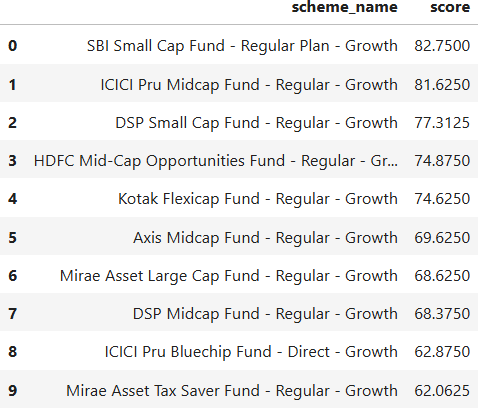 scheme_name score
0 SBI Small Cap Fund - Regular Plan - Growth 82.7500
1 ICICI Pru Midcap Fund - Regular - Growth 81.6250
2 DSP Small Cap Fund - Regular - Growth 77.3125
3 HDFC Mid-Cap Opportunities Fund - Regular - Gr... 74.8750
4 Kotak Flexicap Fund - Regular - Growth 74.6250
5 Axis Midcap Fund - Regular - Growth 69.6250
6 Mirae Asset Large Cap Fund - Regular - Growth 68.6250
7 DSP Midcap Fund - Regular - Growth 68.3750
8 ICICI Pru Bluechip Fund - Direct - Growth 62.8750
9 Mirae Asset Tax Saver Fund - Regular - Growth 62.0625